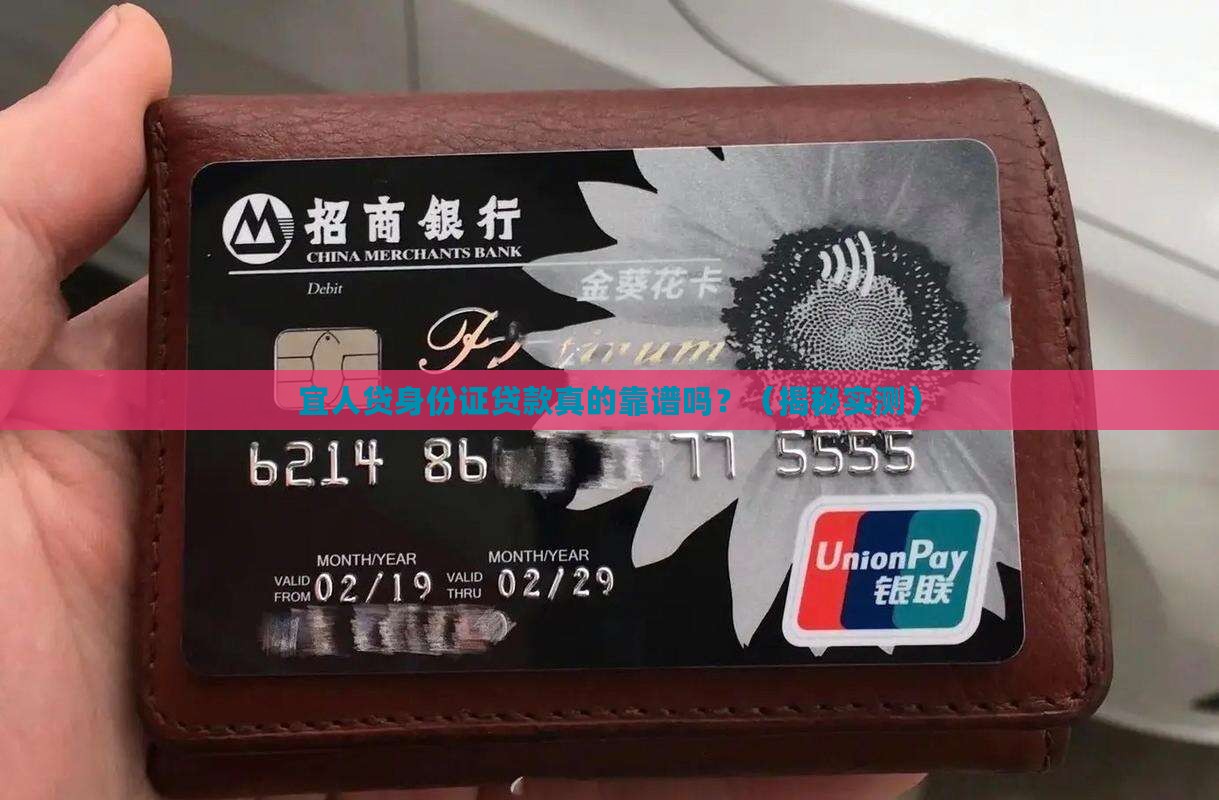 招商銀行
CHINA MERCHANTS BANK
Debit
金葵花卡
宜人贷身份证贷款真的靠谱吗？（揭秘实测）
6214 86 77 5555
MONTH/YEAR MONTH/YEAR
VALID FROM 02/19 VALID THRU 02/29
UnionPay
银联